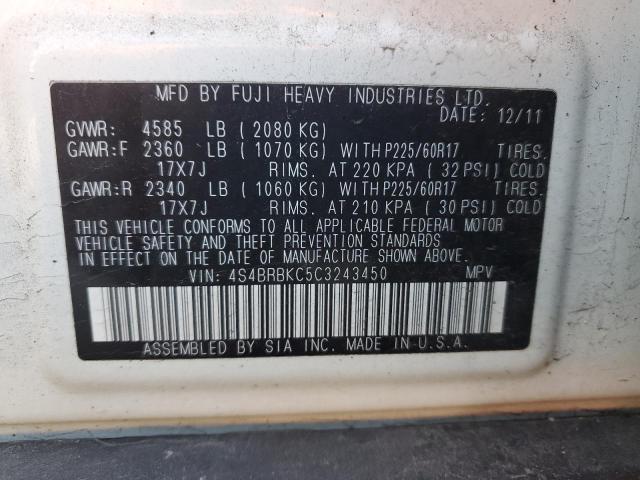 MFD BY FUJI HEAVY INDUSTRIES LTD.
DATE: 12/11
GVWR: 4585 LB ( 2080 KG)
GAWR:F 2360 LB ( 1070 KG) WITH P225/60R17 TIRES.
17X7J RIMS. AT 220 KPA ( 32 PSI) COLD
GAWR:R 2340 LB ( 1060 KG) WITH P225/60R17 TIRES.
17X7J RIMS. AT 210 KPA ( 30 PSI) COLD
THIS VEHICLE CONFORMS TO ALL APPLICABLE FEDERAL MOTOR
VEHICLE SAFETY AND THEFT PREVENTION STANDARDS
IN EFFECT ON THE DATE OF MANUFACTURE SHOWN ABOVE.
VIN: 4S4BRBKC5C3243450 MPV
ASSEMBLED BY SIA INC. MADE IN U.S.A.